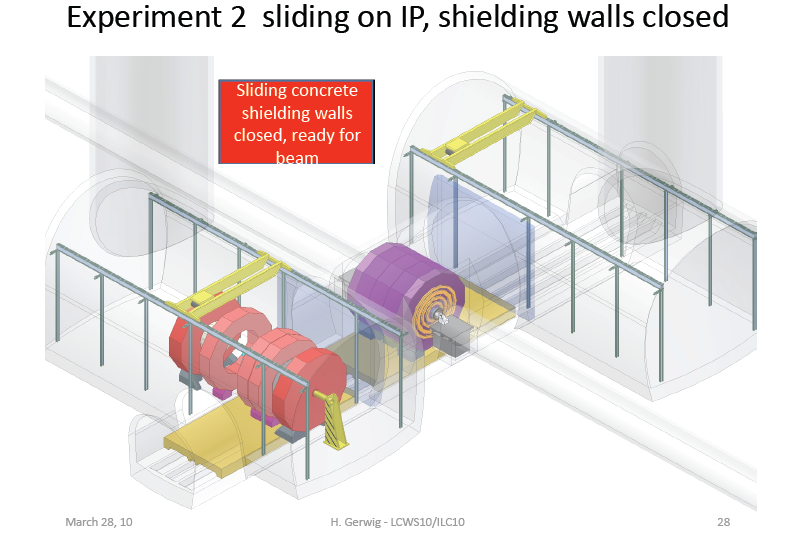 Experiment 2  sliding on IP, shielding walls closed
Sliding concrete
shielding walls
closed, ready for
beam
March 28, 10
H. Gerwig - LCWS10/ILC10
28